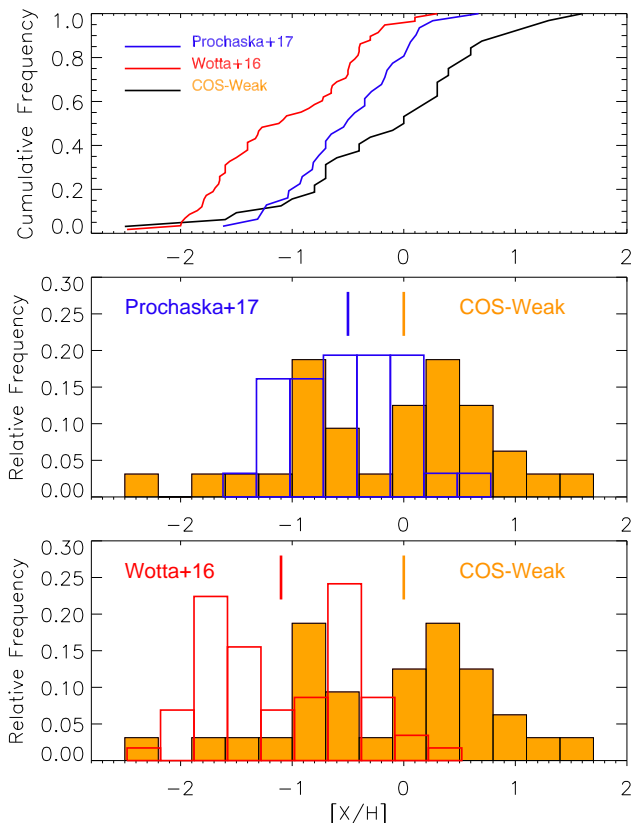 1.0
0.8
0.6
0.4
0.2
0.0
Cumulative Frequency
Prochaska+17
Wotta+16
COS-Weak
-2 -1 0 1 2
0.30
0.25
0.20
0.15
0.10
0.05
0.00
Relative Frequency
Prochaska+17 COS-Weak
-2 -1 0 1 2
0.30
0.25
0.20
0.15
0.10
0.05
0.00
Relative Frequency
Wotta+16 COS-Weak
-2 -1 0 1 2
[X/H]